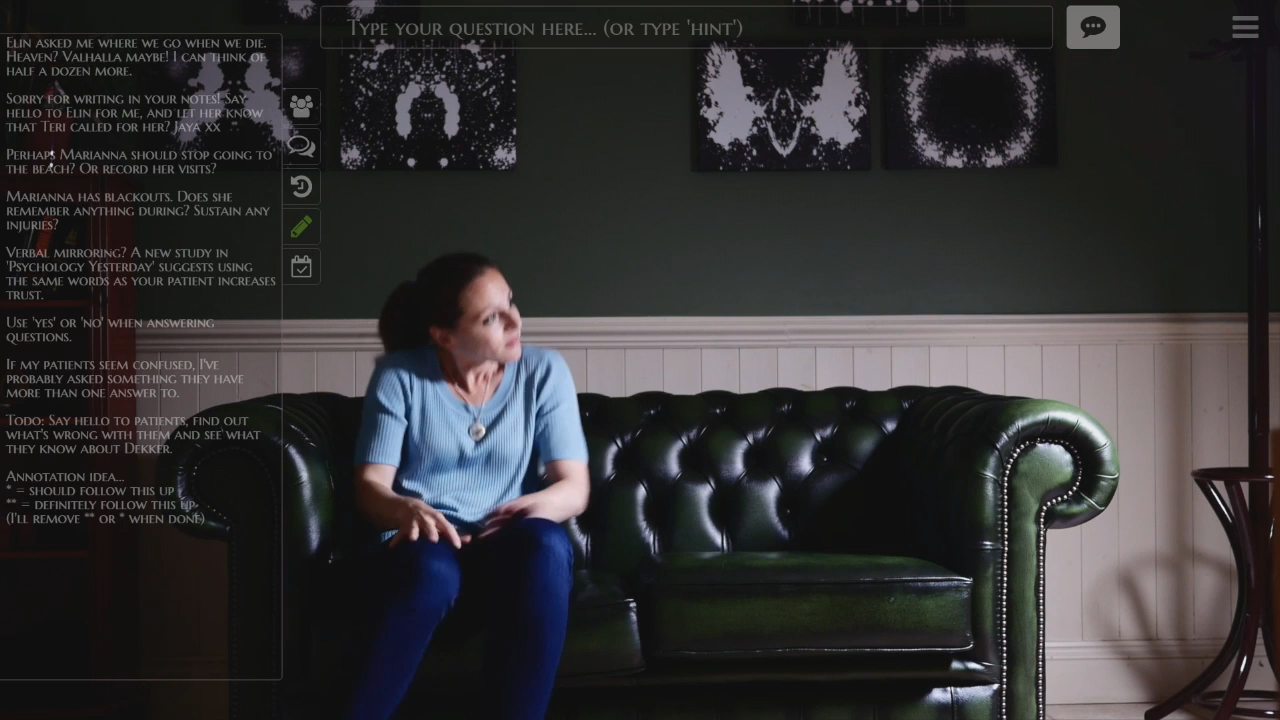 Type your question here... (or type 'hint')
Elin asked me where we go when we die.
Heaven? Valhalla maybe! I can think of
half a dozen more.
Sorry for writing in your notes! Say
hello to Elin for me, and let her know
that Teri called for her? Jaya xx
Perhaps Marianna should stop going to
the beach? Or record her visits?
Marianna has blackouts. Does she
remember anything during? Sustain any
injuries?
Verbal mirroring? A new study in
'Psychology Yesterday' suggests using
the same words as your patient increases
trust.
Use 'yes' or 'no' when answering
questions.
If my patients seem confused, I've
probably asked something they have
more than one answer to.
Todo: Say hello to patients, find out
what's wrong with them and see what
they know about Dekker.
Annotation idea...
* = should follow this up
** = definitely follow this up
(I'll remove ** or * when done)